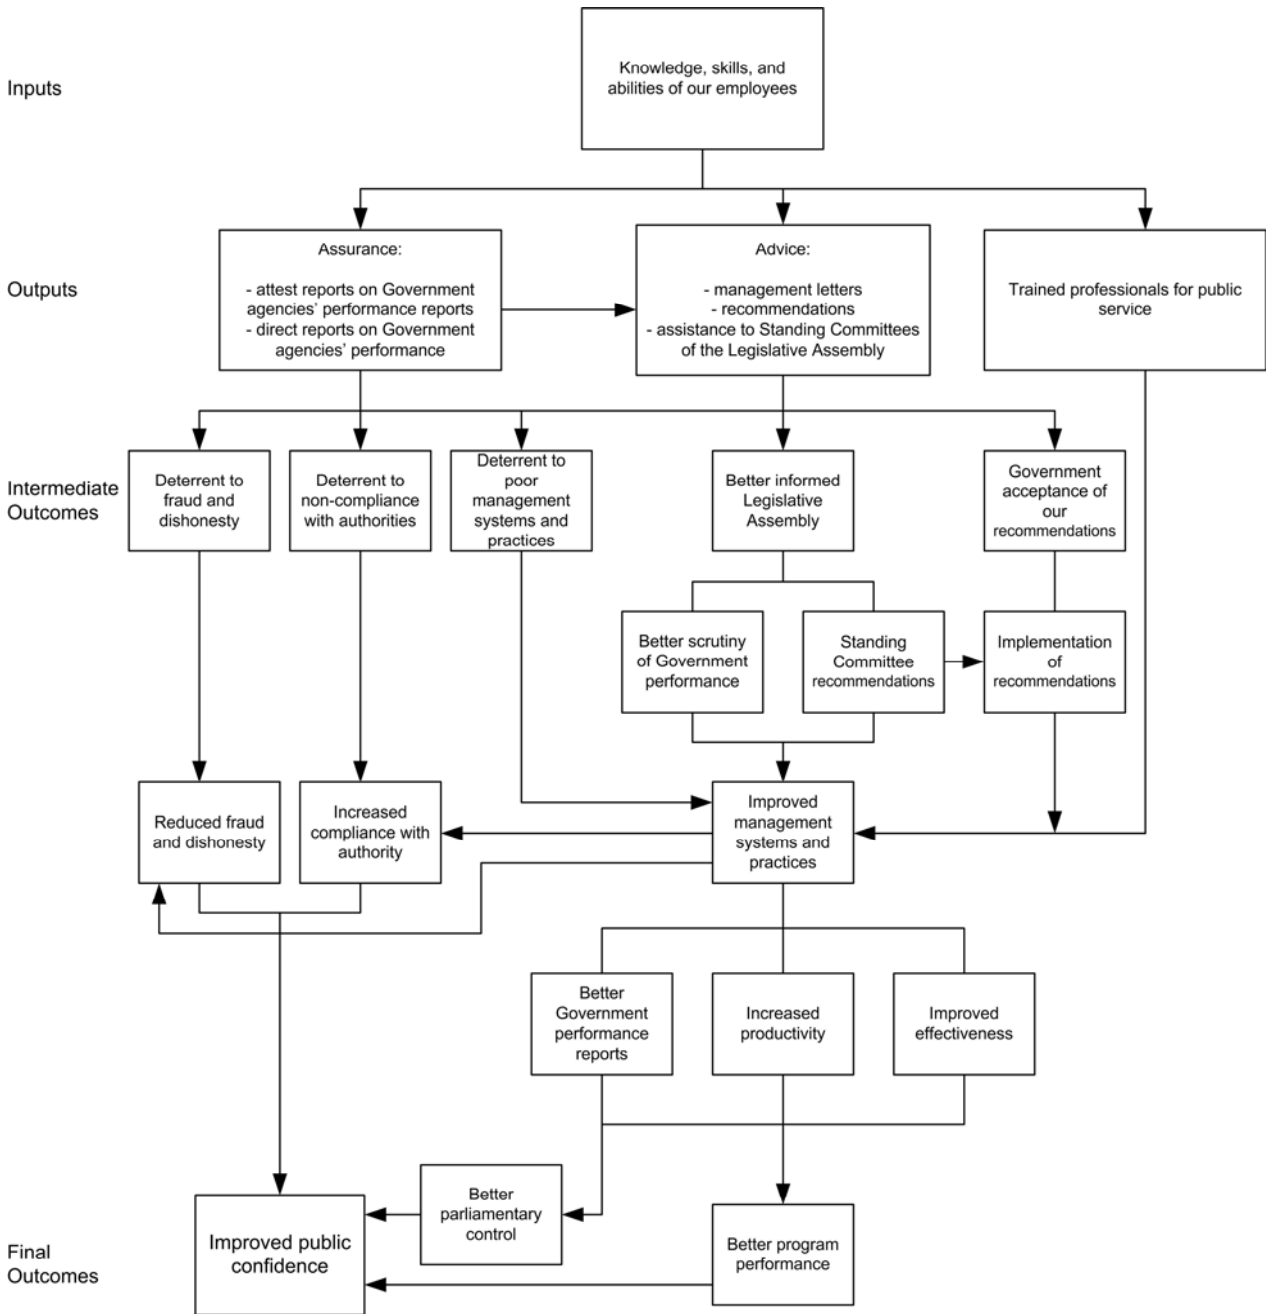 Inputs
Knowledge, skills, and
abilities of our employees
Outputs
Assurance:
- attest reports on Government
agencies' performance reports
- direct reports on Government
agencies' performance
Advice:
- management letters
- recommendations
- assistance to Standing Committees
of the Legislative Assembly
Trained professionals for public
service
Intermediate
Outcomes
Deterrent to
fraud and
dishonesty
Deterrent to
non-compliance
with authorities
Deterrent to
poor
management
systems and
practices
Better informed
Legislative
Assembly
Government
acceptance of
our
recommendations
Better scrutiny
of Government
performance
Standing
Committee
recommendations
Implementation
of
recommendations
Reduced fraud
and dishonesty
Increased
compliance with
authority
Improved
management
systems and
practices
Better
Government
performance
reports
Increased
productivity
Improved
effectiveness
Final
Outcomes
Improved public
confidence
Better
parliamentary
control
Better program
performance